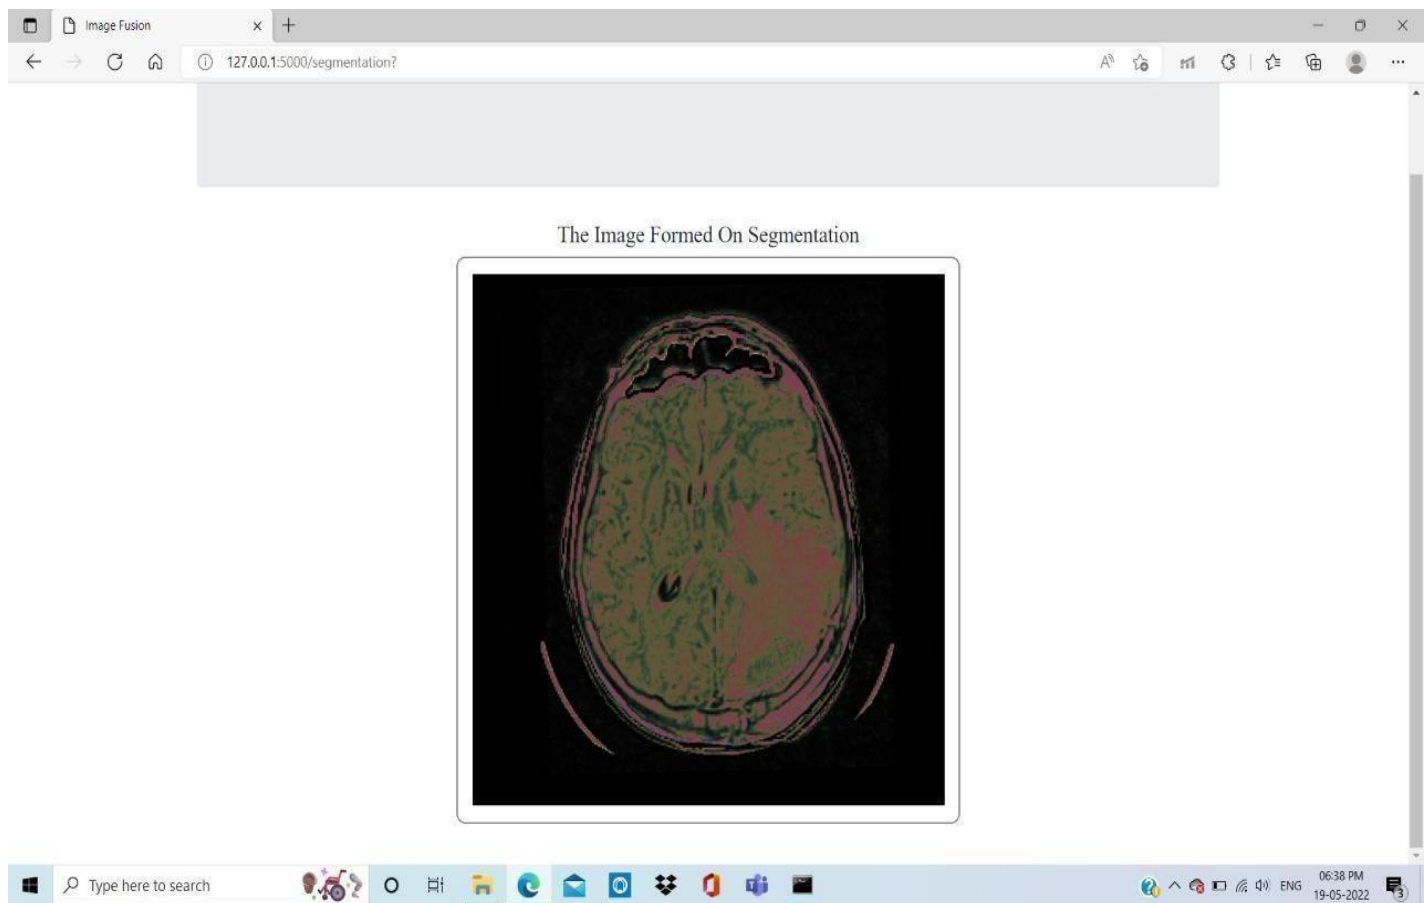 Image Fusion
127.0.0.1:5000/segmentation?
The Image Formed On Segmentation
Type here to search
ENG
06:38 PM
19-05-2022
3